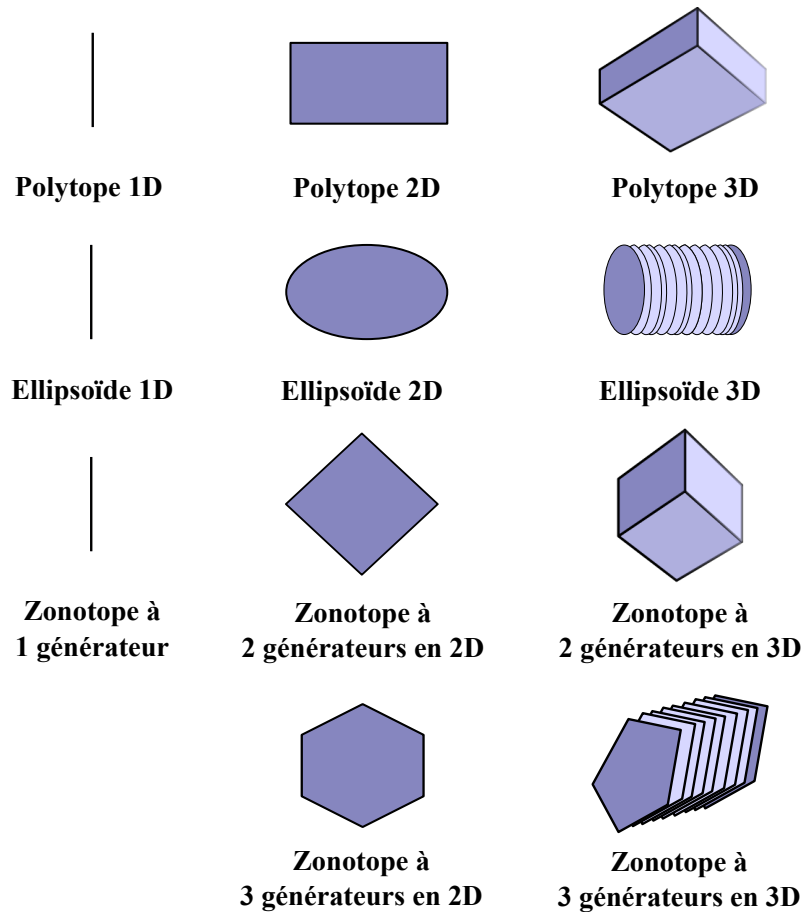 Polytope 1D
Polytope 2D
Polytope 3D
Ellipsoïde 1D
Ellipsoïde 2D
Ellipsoïde 3D
Zonotope à
1 générateur
Zonotope à
2 générateurs en 2D
Zonotope à
2 générateurs en 3D
Zonotope à
3 générateurs en 2D
Zonotope à
3 générateurs en 3D